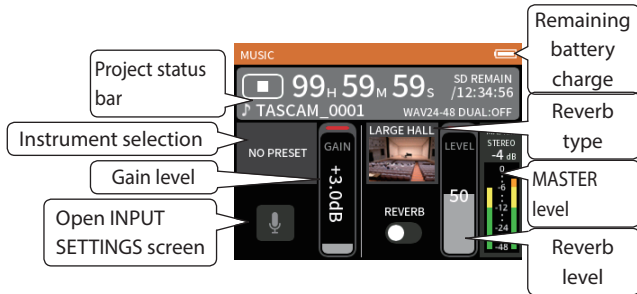 Remaining
battery
charge
Project status
bar
Instrument selection
Gain level
Open INPUT
SETTINGS screen
MUSIC
99H 59M 59S
SD REMAIN
/12:34:56
♪ TASCAM_0001
WAV24-48 DUAL:OFF
NO PRESET
GAIN
+3.0dB
LARGE HALL
REVERB
LEVEL
50
STEREO
-4 dB
0
-6
-12
-24
-48
Reverb
type
MASTER
level
Reverb
level